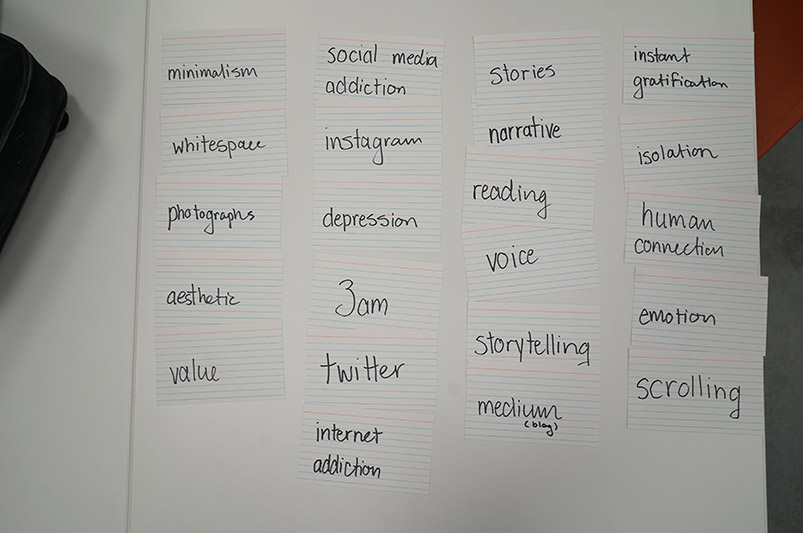 minimalism
whitespace
photographs
aesthetic
value
social media
addiction
instagram
depression
3am
twitter
internet
addiction
stories
narrative
reading
voice
storytelling
medium
(blog)
instant
gratification
isolation
human
connection
emotion
scrolling